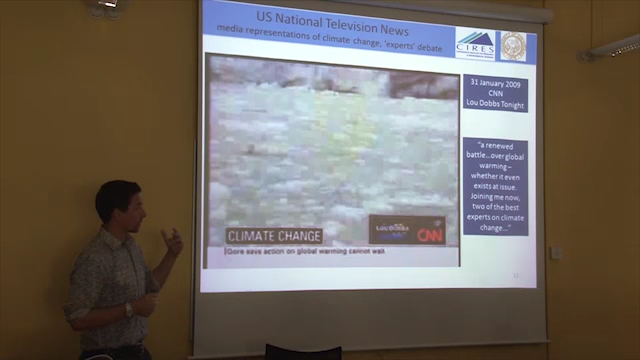 US National Television News
media representations of climate change, 'experts' debate
CIRES
31 January 2009
CNN
Lou Dobbs Tonight
"a renewed
battle...over global
warming–
whether it even
exists at issue.
Joining me now,
two of the best
experts on climate
change..."
CLIMATE CHANGE
LOU DOBBS
CNN
Gore says action on global warming cannot wait.